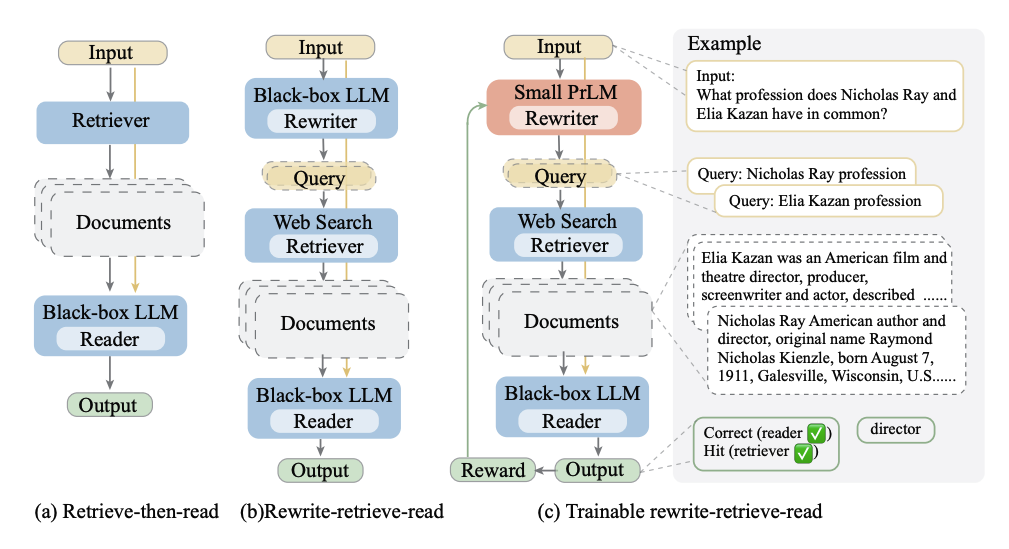 Input
Retriever
Documents
Black-box LLM
Reader
Output
(a) Retrieve-then-read
Input
Black-box LLM
Rewriter
Query
Web Search
Retriever
Documents
Black-box LLM
Reader
Output
(b)Rewrite-retrieve-read
Input
Small PrLM
Rewriter
Query
Web Search
Retriever
Documents
Black-box LLM
Reader
Reward
Output
(c) Trainable rewrite-retrieve-read
Example
Input:
What profession does Nicholas Ray and
Elia Kazan have in common?
Query: Nicholas Ray profession
Query: Elia Kazan profession
Elia Kazan was an American film and
theatre director, producer,
screenwriter and actor, described ......
Nicholas Ray American author and
director, original name Raymond
Nicholas Kienzle, born August 7,
1911, Galesville, Wisconsin, U.S......
Correct (reader ✅)
Hit (retriever ✅)
director